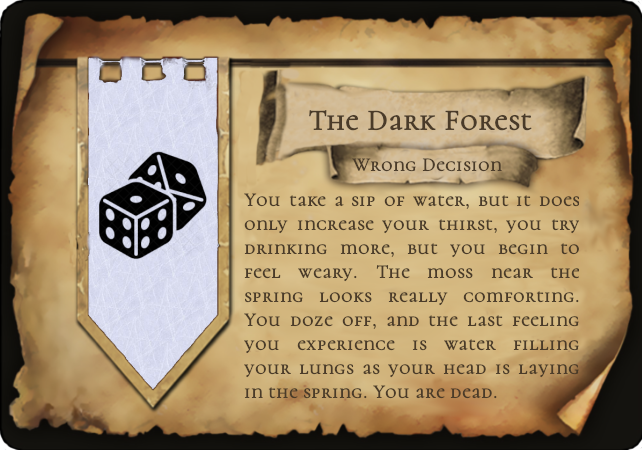 The Dark Forest
Wrong Decision
You take a sip of water, but it does
only increase your thirst, you try
drinking more, but you begin to
feel weary. The moss near the
spring looks really comforting.
You doze off, and the last feeling
you experience is water filling
your lungs as your head is laying
in the spring. You are dead.